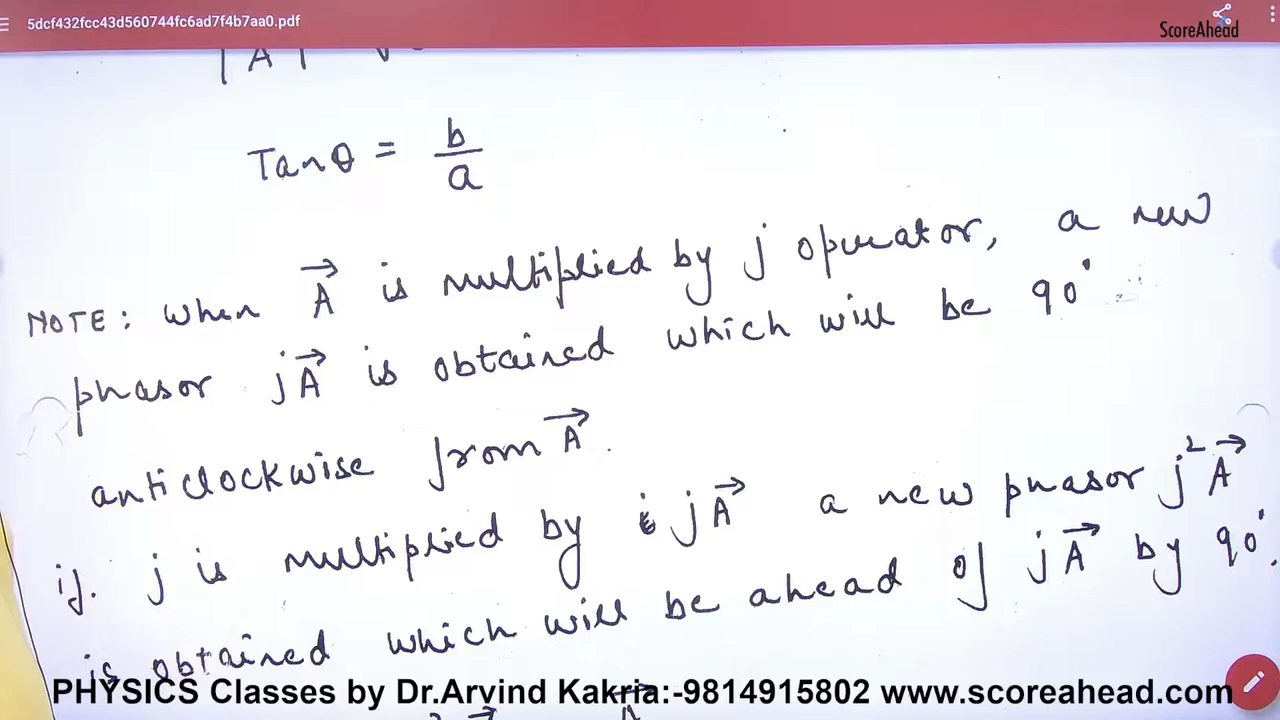 5dcf432fcc43d560744fc6ad7f4b7aa0.pdf
ScoreAhead
|A|
Tanθ = b/a
NOTE: when A⃗ is multiplied by j operator, a new
phasor jA⃗ is obtained which will be 90°
anticlockwise from A⃗.
if. j is multiplied by jA⃗ a new phasor j²A⃗
is obtained which will be ahead of jA⃗ by 90°.
PHYSICS Classes by Dr.Arvind Kakria:-9814915802 www.scoreahead.com